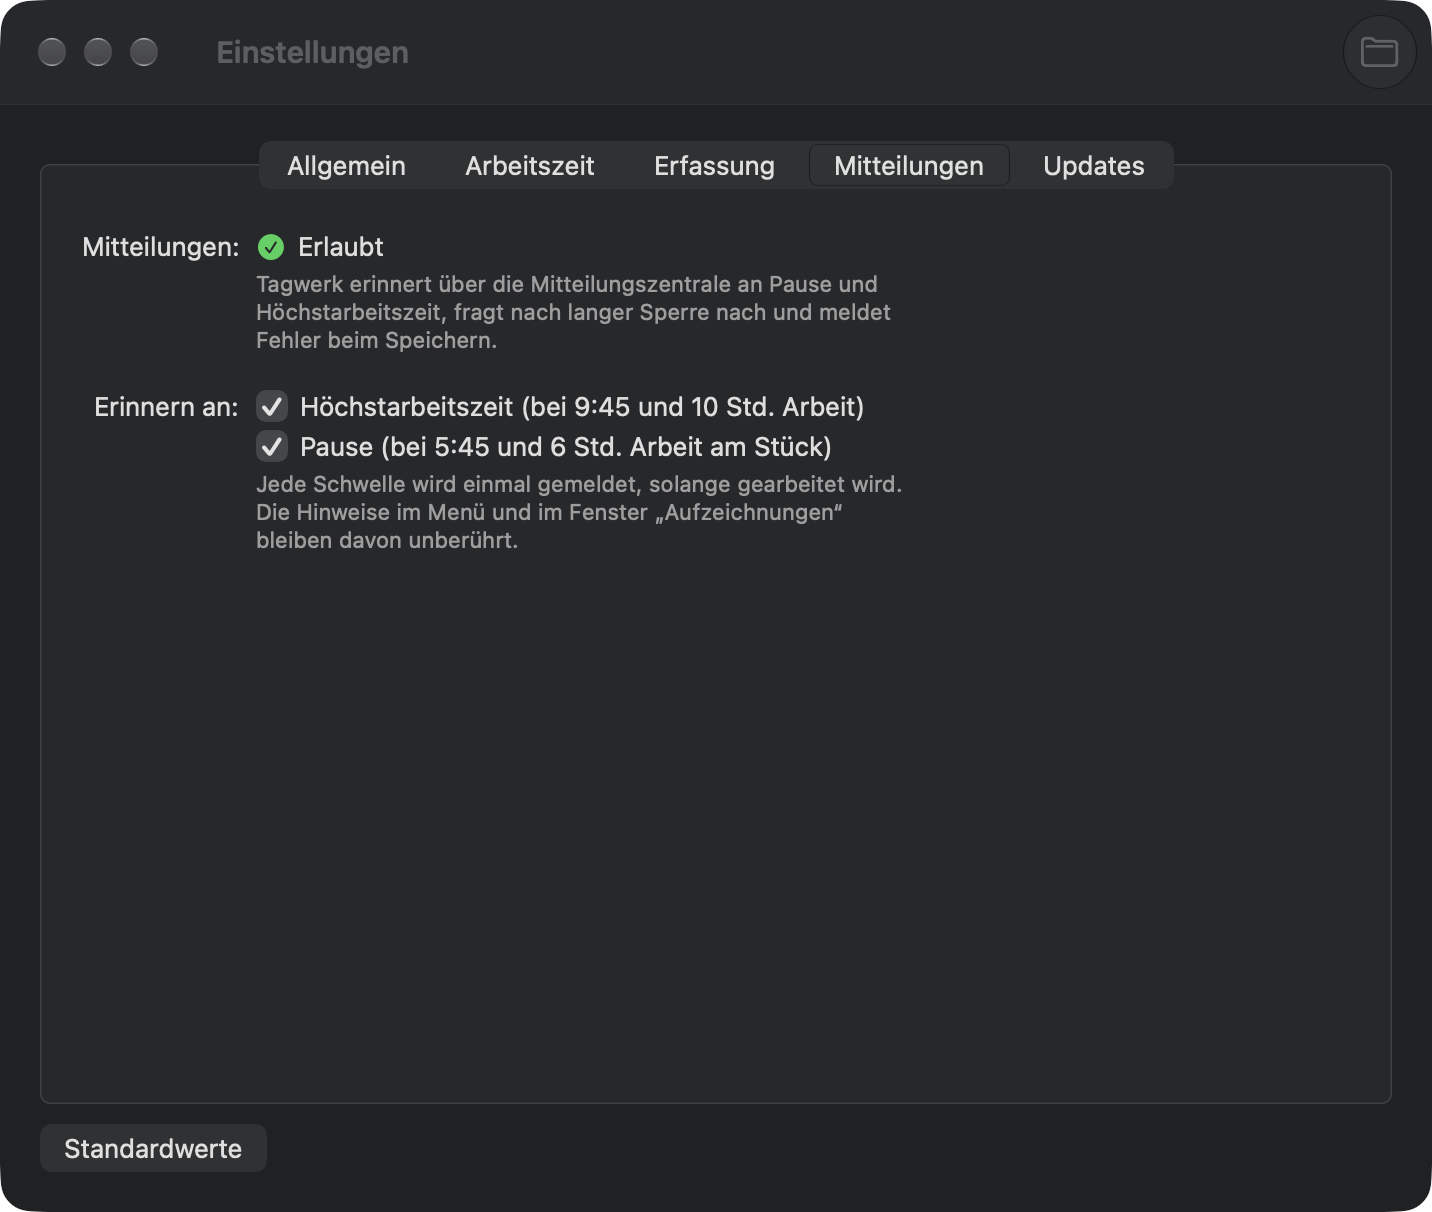 Einstellungen
Allgemein Arbeitszeit Erfassung Mitteilungen Updates
Mitteilungen: Erlaubt
Tagwerk erinnert über die Mitteilungszentrale an Pause und
Höchstarbeitszeit, fragt nach langer Sperre nach und meldet
Fehler beim Speichern.
Erinnern an: Höchstarbeitszeit (bei 9:45 und 10 Std. Arbeit)
Pause (bei 5:45 und 6 Std. Arbeit am Stück)
Jede Schwelle wird einmal gemeldet, solange gearbeitet wird.
Die Hinweise im Menü und im Fenster „Aufzeichnungen“
bleiben davon unberührt.
Standardwerte